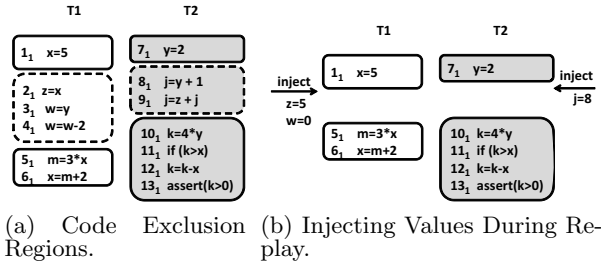 T1 T2
1₁ x=5
2₁ z=x
3₁ w=y
4₁ w=w-2
5₁ m=3*x
6₁ x=m+2
7₁ y=2
8₁ j=y + 1
9₁ j=z + j
10₁ k=4*y
11₁ if (k>x)
12₁ k=k-x
13₁ assert(k>0)
(a) Code Exclusion
Regions.
T1 T2
inject
z=5
w=0
1₁ x=5
5₁ m=3*x
6₁ x=m+2
7₁ y=2
inject
j=8
10₁ k=4*y
11₁ if (k>x)
12₁ k=k-x
13₁ assert(k>0)
(b) Injecting Values During Re-
play.